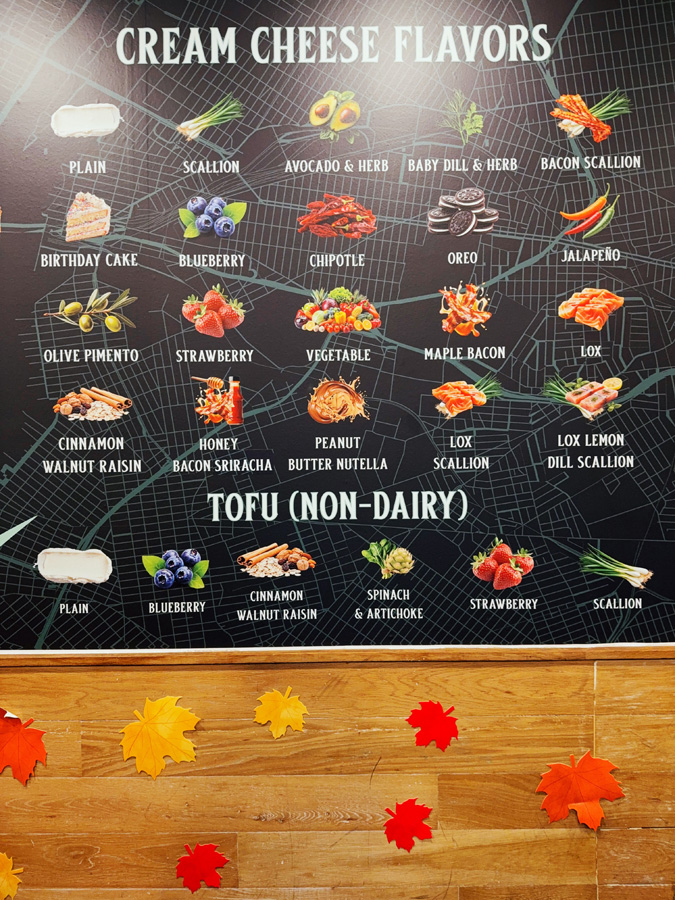 CREAM CHEESE FLAVORS
PLAIN
SCALLION
AVOCADO & HERB
BABY DILL & HERB
BACON SCALLION
BIRTHDAY CAKE
BLUEBERRY
CHIPOTLE
OREO
JALAPEÑO
OLIVE PIMENTO
STRAWBERRY
VEGETABLE
MAPLE BACON
LOX
CINNAMON
WALNUT RAISIN
HONEY
BACON SRIRACHA
PEANUT
BUTTER NUTELLA
LOX
SCALLION
LOX LEMON
DILL SCALLION
TOFU (NON-DAIRY)
PLAIN
BLUEBERRY
CINNAMON
WALNUT RAISIN
SPINACH
& ARTICHOKE
STRAWBERRY
SCALLION